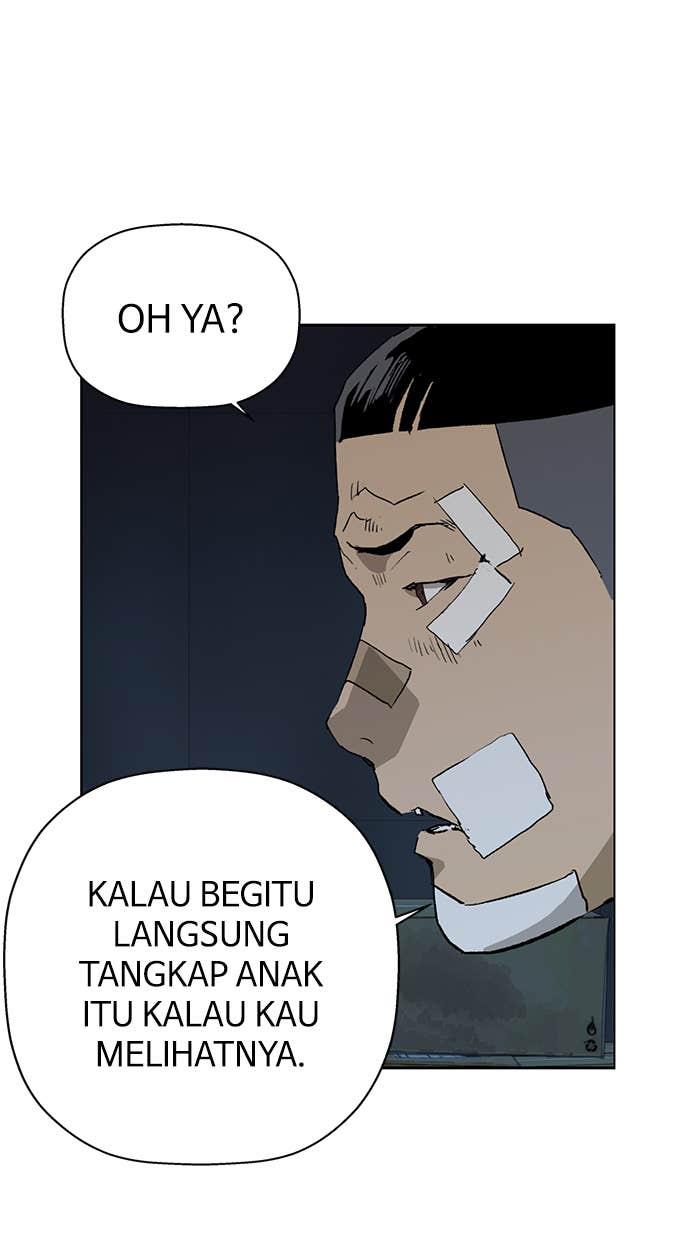 OH YA?
KALAU BEGITU
LANGSUNG
TANGKAP ANAK
ITU KALAU KAU
MELIHATNYA.